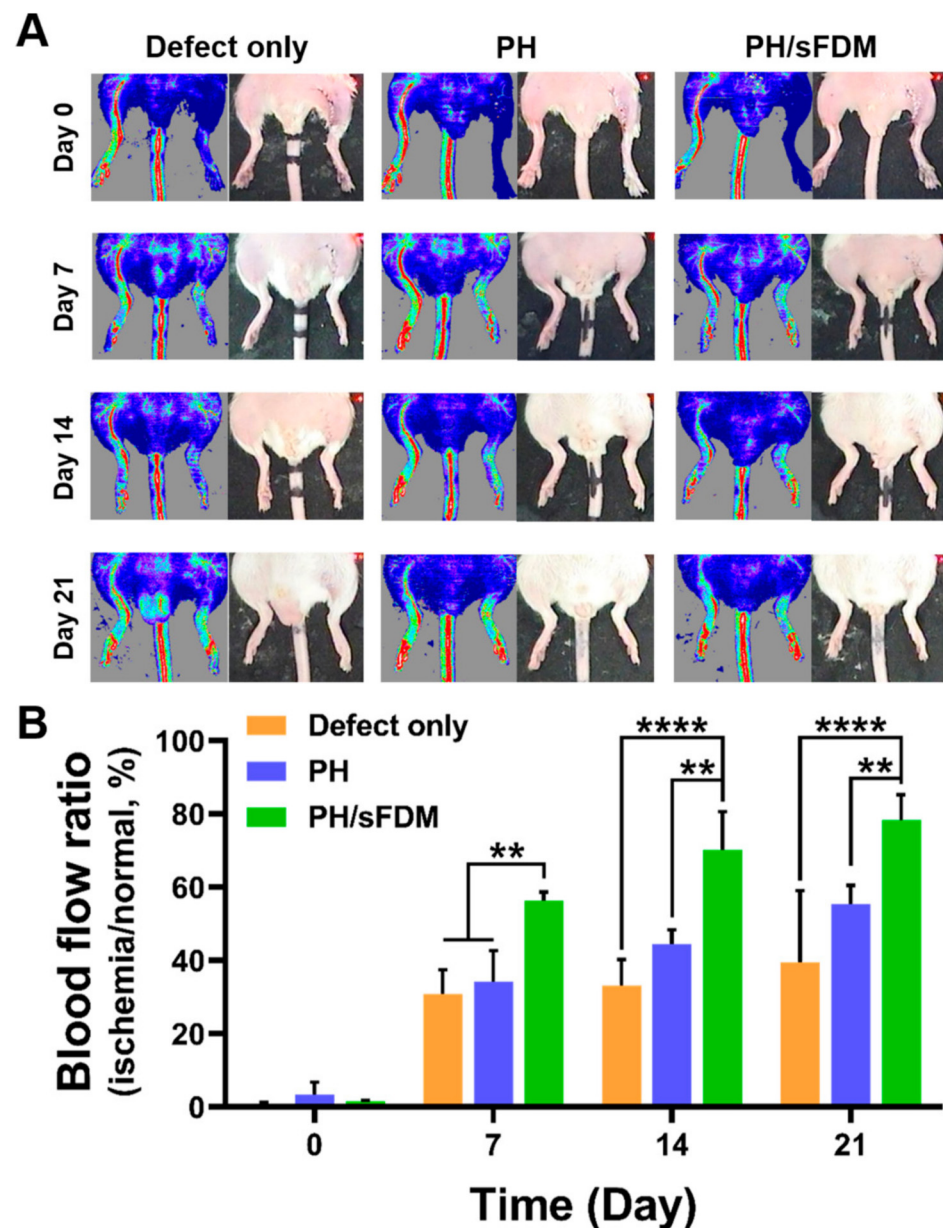 A
Defect only PH PH/sFDM
Day 0
Day 7
Day 14
Day 21
B
Defect only
PH
PH/sFDM
Blood flow ratio
(ischemia/normal, %)
100
80
60
40
20
0
**
****
**
****
**
0 7 14 21
Time (Day)